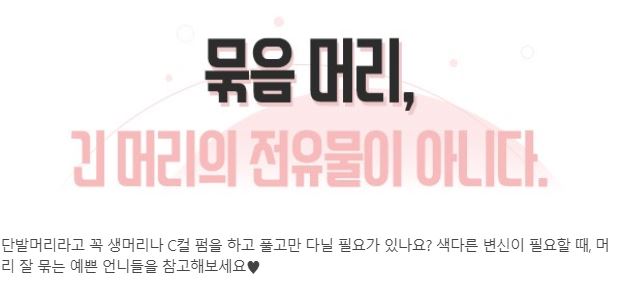 묶음 머리,
긴 머리의 전유물이 아니다.
단발머리라고 꼭 생머리나 C컬 펌을 하고 풀고만 다닐 필요가 있나요? 색다른 변신이 필요할 때, 머
리 잘 묶는 예쁜 언니들을 참고해보세요♥